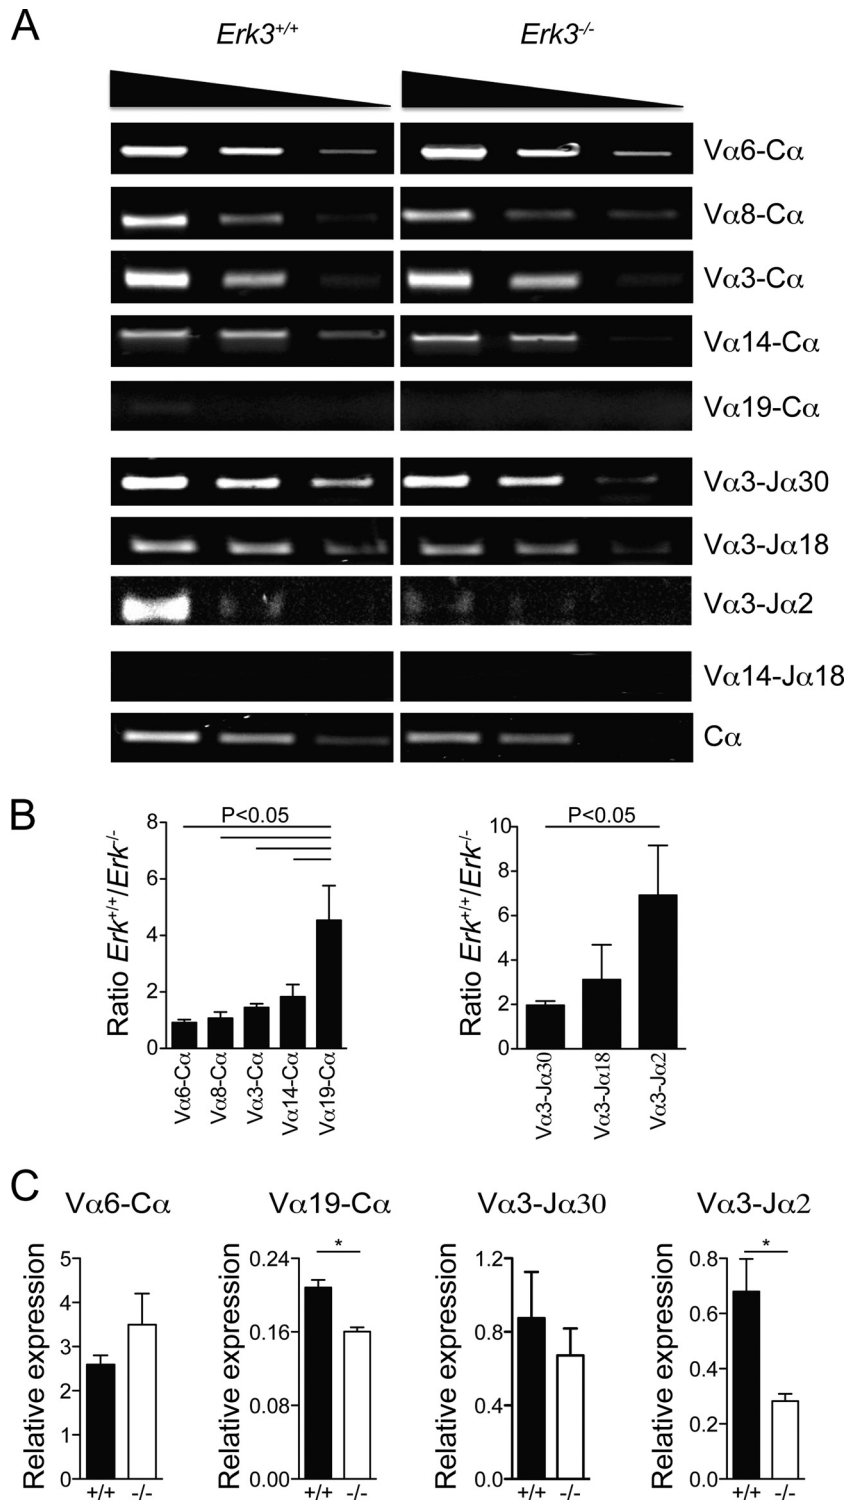 A
Erk3+/+ Erk3-/-
Vα6-Cα
Vα8-Cα
Vα3-Cα
Vα14-Cα
Vα19-Cα
Vα3-Jα30
Vα3-Jα18
Vα3-Jα2
Vα14-Jα18
Cα
B
Ratio Erk+/+/Erk-/-
8
6
4
2
0
P<0.05
Vα6-Cα
Vα8-Cα
Vα3-Cα
Vα14-Cα
Vα19-Cα
Ratio Erk+/+/Erk-/-
10
8
6
4
2
0
P<0.05
Vα3-Jα30
Vα3-Jα18
Vα3-Jα2
C
Vα6-Cα
Relative expression
5
4
3
2
2
0
+/+ -/-
Vα19-Cα
Relative expression
0.24
0.16
0.08
0.00
*
+/+ -/-
Vα3-Jα30
Relative expression
1.2
0.8
0.4
0.0
+/+ -/-
Vα3-Jα2
Relative expression
0.8
0.6
0.4
0.2
0.0
*
+/+ -/-